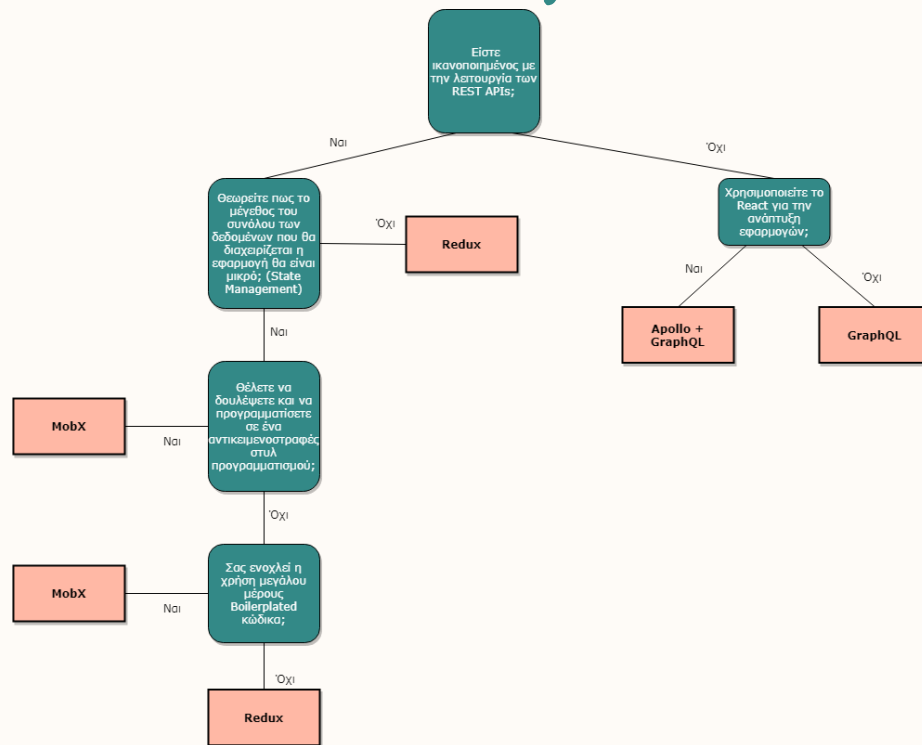 Είστε
ικανοποιημένος με
την λειτουργία των
REST APIs;
Ναι
Όχι
Θεωρείτε πως το
μέγεθος του
συνόλου των
δεδομένων που θα
διαχειρίζεται η
εφαρμογή θα είναι
μικρό; (State
Management)
Όχι
Redux
Χρησιμοποιείτε το
React για την
ανάπτυξη
εφαρμογών;
Ναι
Όχι
Apollo +
GraphQL
GraphQL
Ναι
Θέλετε να
δουλέψετε και να
προγραμματίσετε
σε ένα
αντικειμενοστραφές
στυλ
προγραμματισμού;
Ναι
MobX
Όχι
Σας ενοχλεί η
χρήση μεγάλου
μέρους
Boilerplated
κώδικα;
Ναι
MobX
Όχι
Redux